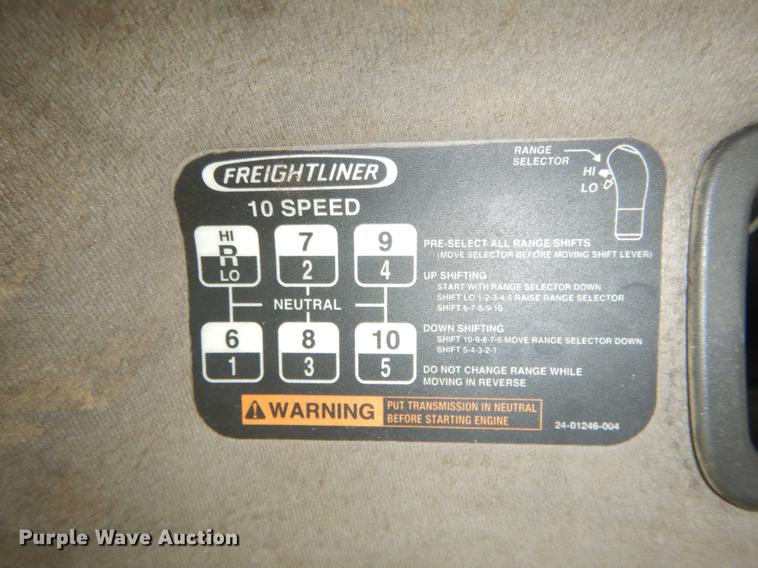 FREIGHTLINER
10 SPEED
RANGE
SELECTOR
HI
LO
HI
R
LO
7
2
9
4
NEUTRAL
6
1
8
3
10
5
PRE-SELECT ALL RANGE SHIFTS
(MOVE SELECTOR BEFORE MOVING SHIFT LEVER)
UP SHIFTING
START WITH RANGE SELECTOR DOWN
SHIFT LO 1-2-3-4-5 RAISE RANGE SELECTOR
SHIFT 6-7-8-9-10
DOWN SHIFTING
SHIFT 10-9-8-7-6 MOVE RANGE SELECTOR DOWN
SHIFT 5-4-3-2-1
DO NOT CHANGE RANGE WHILE
MOVING IN REVERSE
WARNING
PUT TRANSMISSION IN NEUTRAL
BEFORE STARTING ENGINE
24-01246-004
Purple Wave Auction